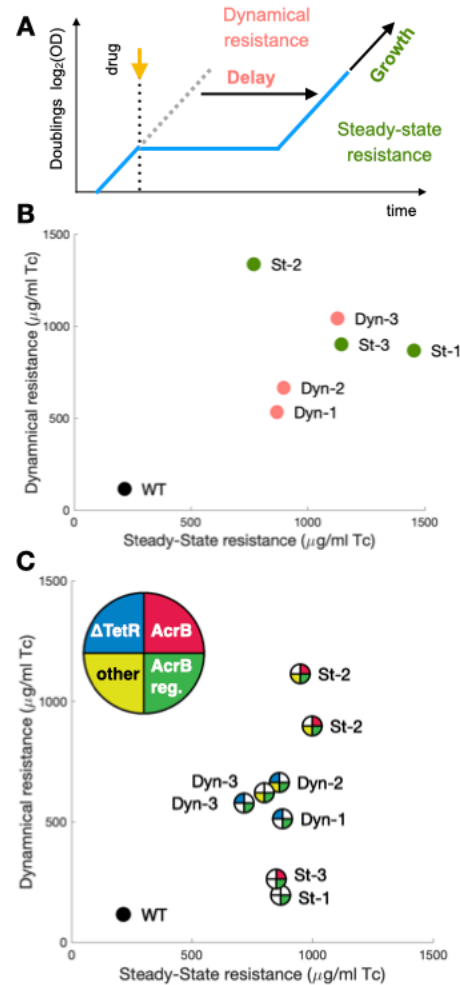 A
Dynamical
resistance
drug
Delay
Growth
Doublings log₂(OD)
Steady-state
resistance
time
B
1500
1000
500
0
Dynamnical resistance (µg/ml Tc)
St-2
Dyn-3
St-3
St-1
Dyn-2
Dyn-1
WT
500
1000
1500
Steady-State resistance (µg/ml Tc)
C
1500
1000
500
0
Dynamnical resistance (µg/ml Tc)
ΔTetR
AcrB
other
AcrB
reg.
St-2
St-2
Dyn-3
Dyn-2
Dyn-3
Dyn-1
St-3
St-1
WT
0
500
1000
1500
Steady-State resistance (µg/ml Tc)